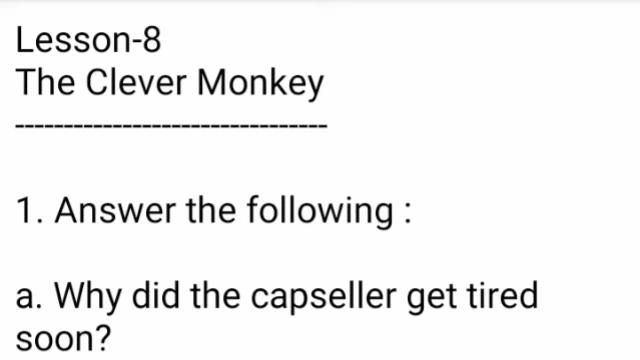 Lesson-8
The Clever Monkey
--------------------------------
1. Answer the following :
a. Why did the capseller get tired
soon?